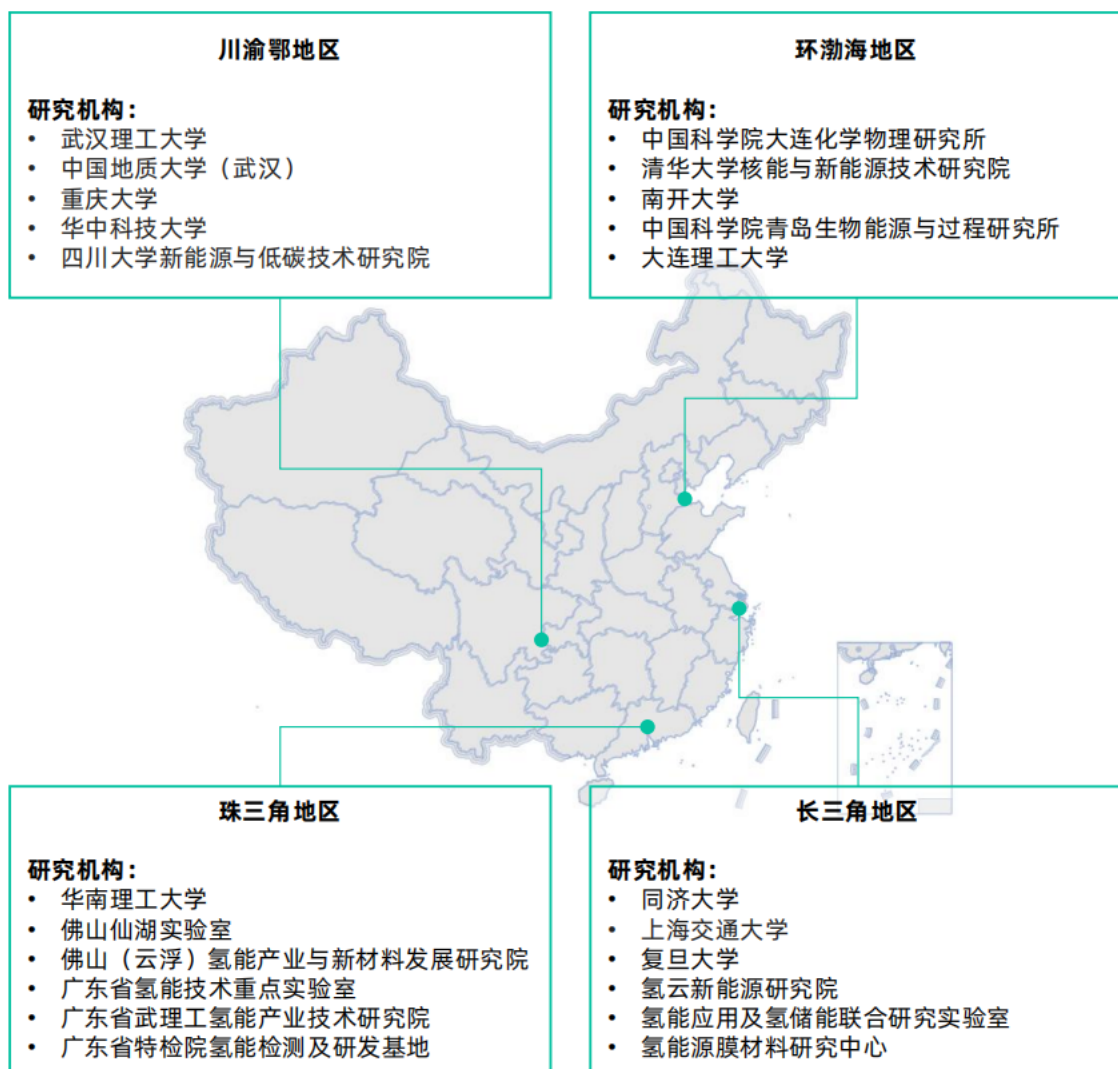 川渝鄂地区
研究机构：
• 武汉理工大学
• 中国地质大学（武汉）
• 重庆大学
• 华中科技大学
• 四川大学新能源与低碳技术研究院
环渤海地区
研究机构：
• 中国科学院大连化学物理研究所
• 清华大学核能与新能源技术研究院
• 南开大学
• 中国科学院青岛生物能源与过程研究所
• 大连理工大学
珠三角地区
研究机构：
• 华南理工大学
• 佛山仙湖实验室
• 佛山（云浮）氢能产业与新材料发展研究院
• 广东省氢能技术重点实验室
• 广东省武理工氢能产业技术研究院
• 广东省特检院氢能检测及研发基地
长三角地区
研究机构：
• 同济大学
• 上海交通大学
• 复旦大学
• 氢云新能源研究院
• 氢能应用及氢储能联合研究实验室
• 氢能源膜材料研究中心